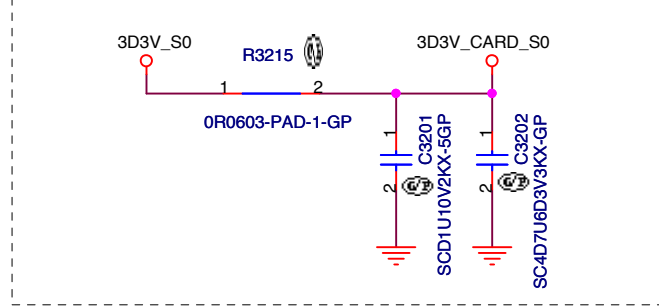 3D3V_S0
3D3V_CARD_S0
R3215
1
2
0R0603-PAD-1-GP
1
2
C3201
SCD1U10V2KX-5GP
G/P
1
2
C3202
SC4D7U6D3V3KX-GP
G/P